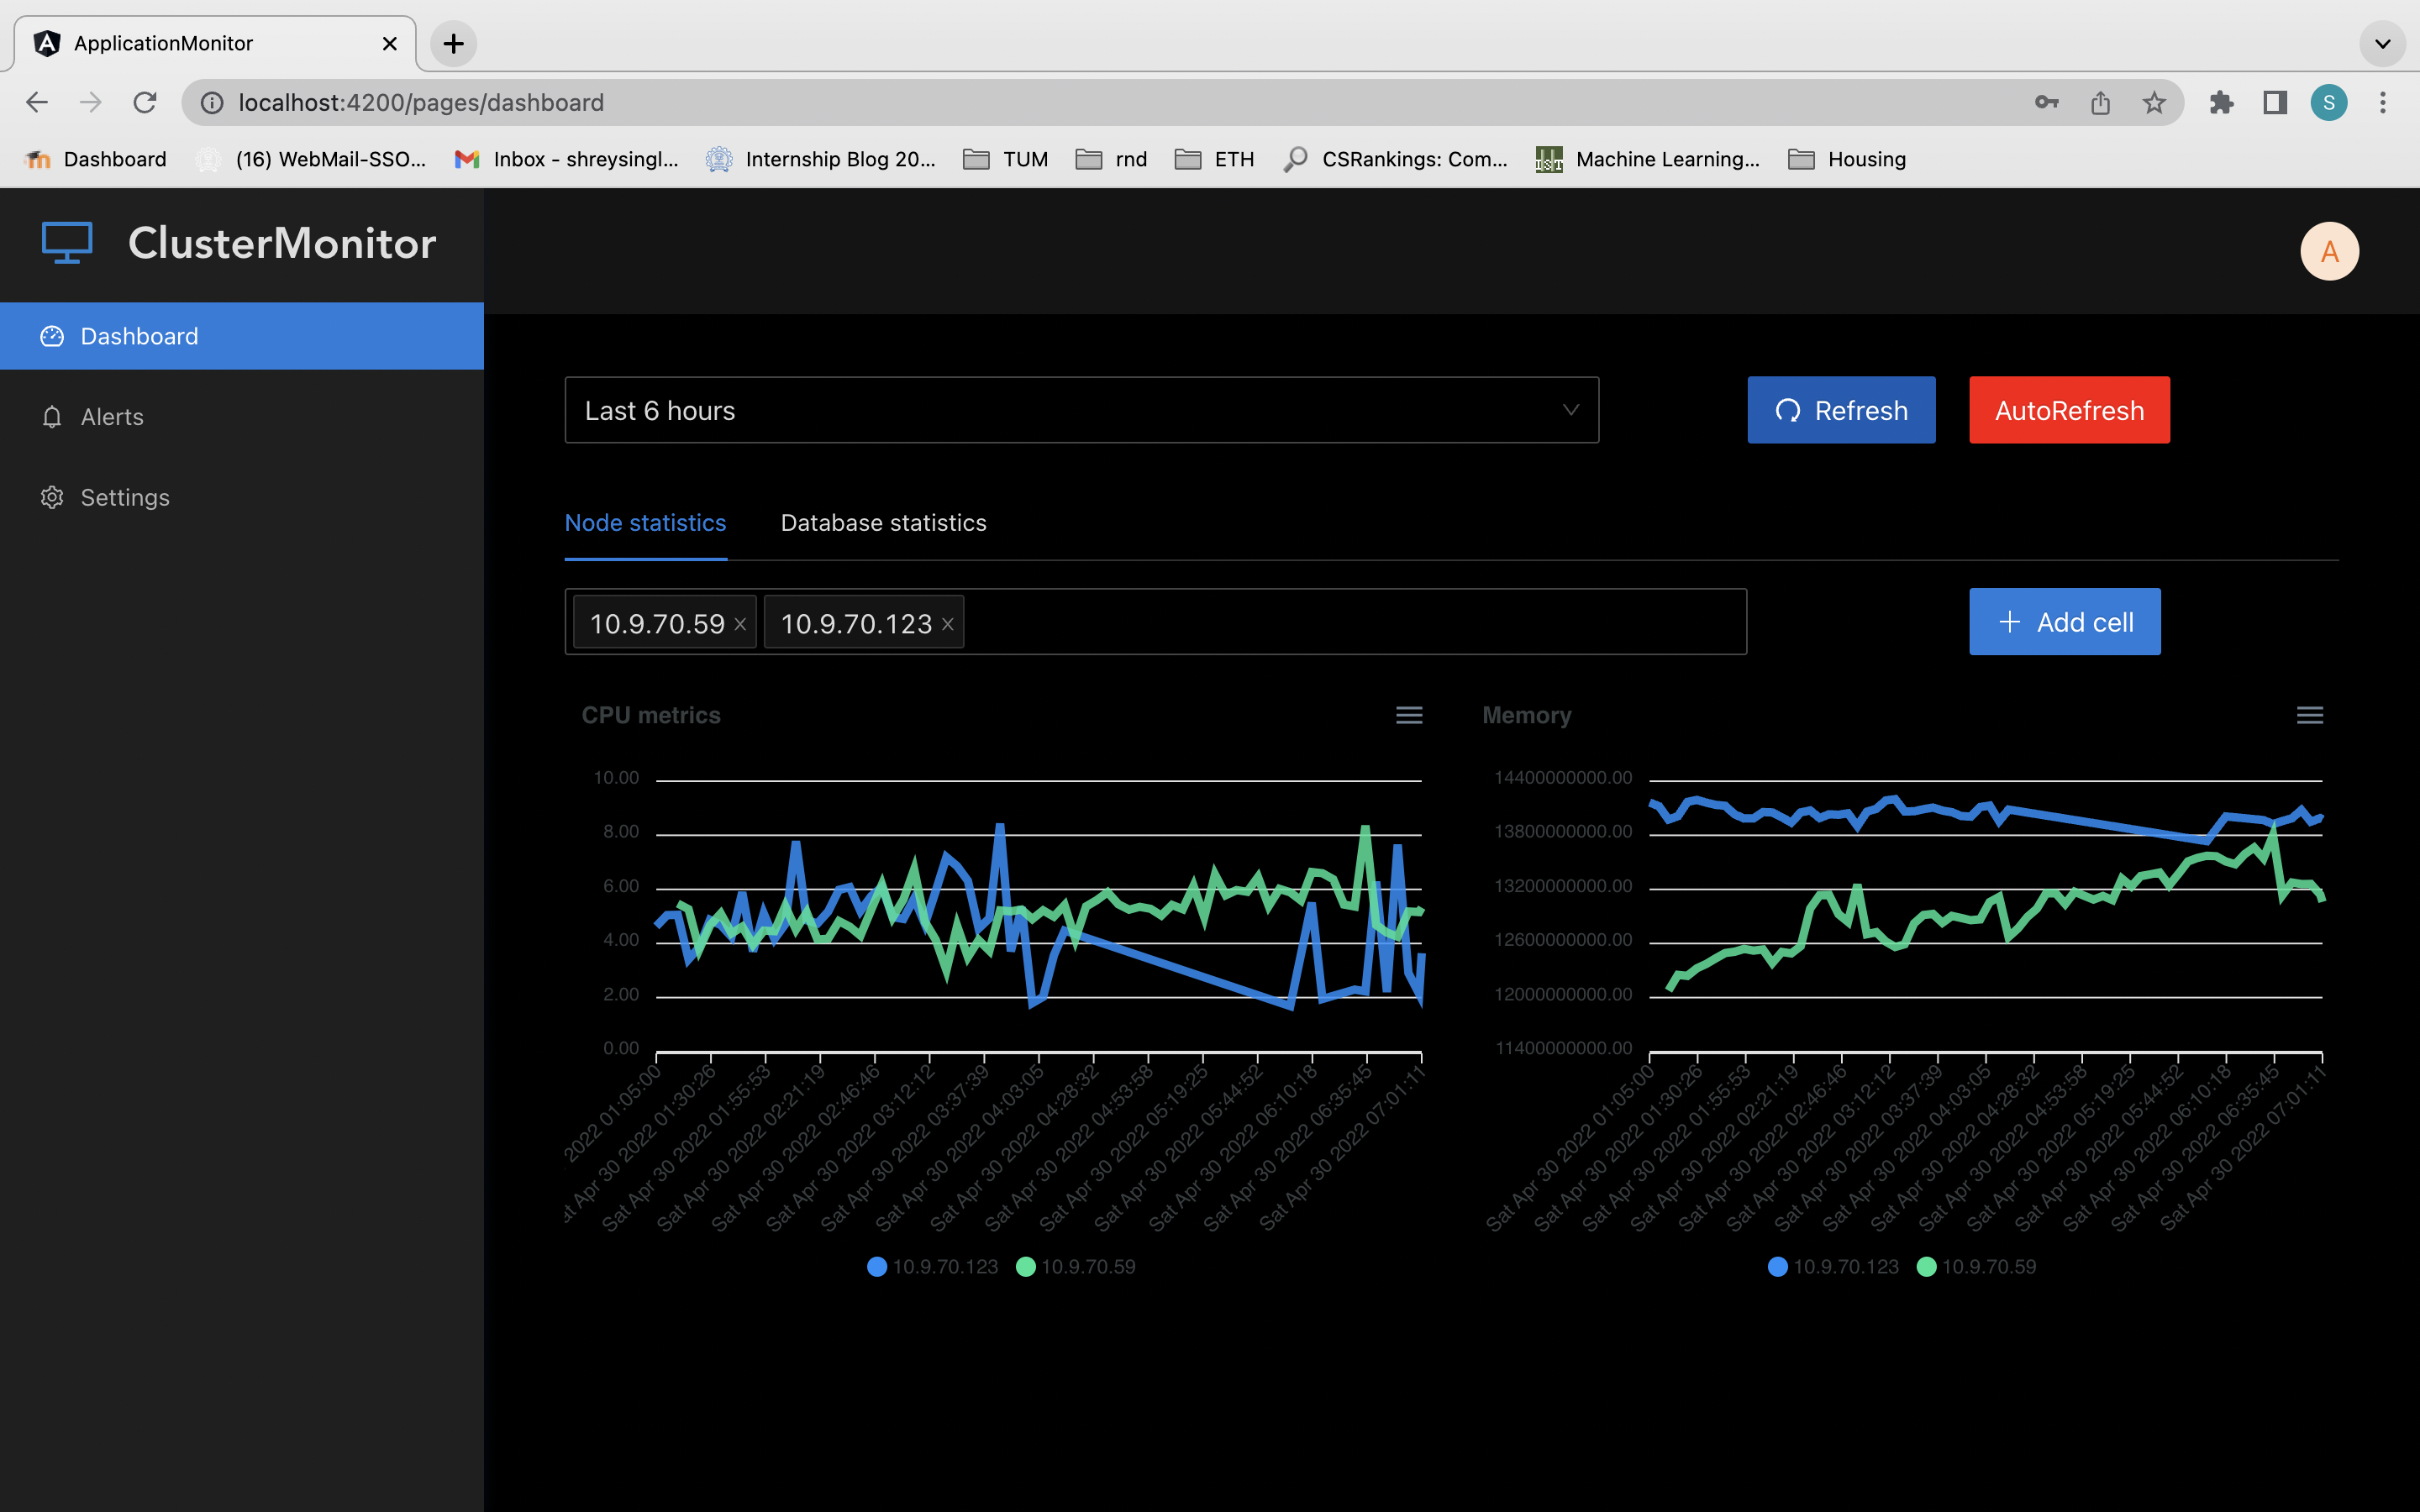 ApplicationMonitor
localhost:4200/pages/dashboard
S
Dashboard
(16) WebMail-SSO...
Inbox - shreysingl...
Internship Blog 20...
TUM
rnd
ETH
CSRankings: Com...
Machine Learning...
Housing
ClusterMonitor
A
Dashboard
Alerts
Settings
Last 6 hours
Refresh
AutoRefresh
Node statistics
Database statistics
10.9.70.59
10.9.70.123
Add cell
CPU metrics
10.00
8.00
6.00
4.00
2.00
0.00
2022 01:05:00
at Apr 30 2022 01:30:26
Sat Apr 30 2022 01:55:53
Sat Apr 30 2022 02:21:19
Sat Apr 30 2022 02:46:46
Sat Apr 30 2022 03:12:12
Sat Apr 30 2022 03:37:39
Sat Apr 30 2022 04:03:05
Sat Apr 30 2022 04:28:32
Sat Apr 30 2022 04:53:58
Sat Apr 30 2022 05:19:25
Sat Apr 30 2022 05:44:52
Sat Apr 30 2022 06:10:18
Sat Apr 30 2022 06:35:45
Sat Apr 30 2022 07:01:11
10.9.70.123
10.9.70.59
Memory
14400000000.00
13800000000.00
13200000000.00
12600000000.00
12000000000.00
11400000000.00
Sat Apr 30 2022 01:05:00
Sat Apr 30 2022 01:30:26
Sat Apr 30 2022 01:55:53
Sat Apr 30 2022 02:21:19
Sat Apr 30 2022 02:46:46
Sat Apr 30 2022 03:12:12
Sat Apr 30 2022 03:37:39
Sat Apr 30 2022 04:03:05
Sat Apr 30 2022 04:28:32
Sat Apr 30 2022 04:53:58
Sat Apr 30 2022 05:19:25
Sat Apr 30 2022 05:44:52
Sat Apr 30 2022 06:10:18
Sat Apr 30 2022 06:35:45
Sat Apr 30 2022 07:01:11
10.9.70.123
10.9.70.59